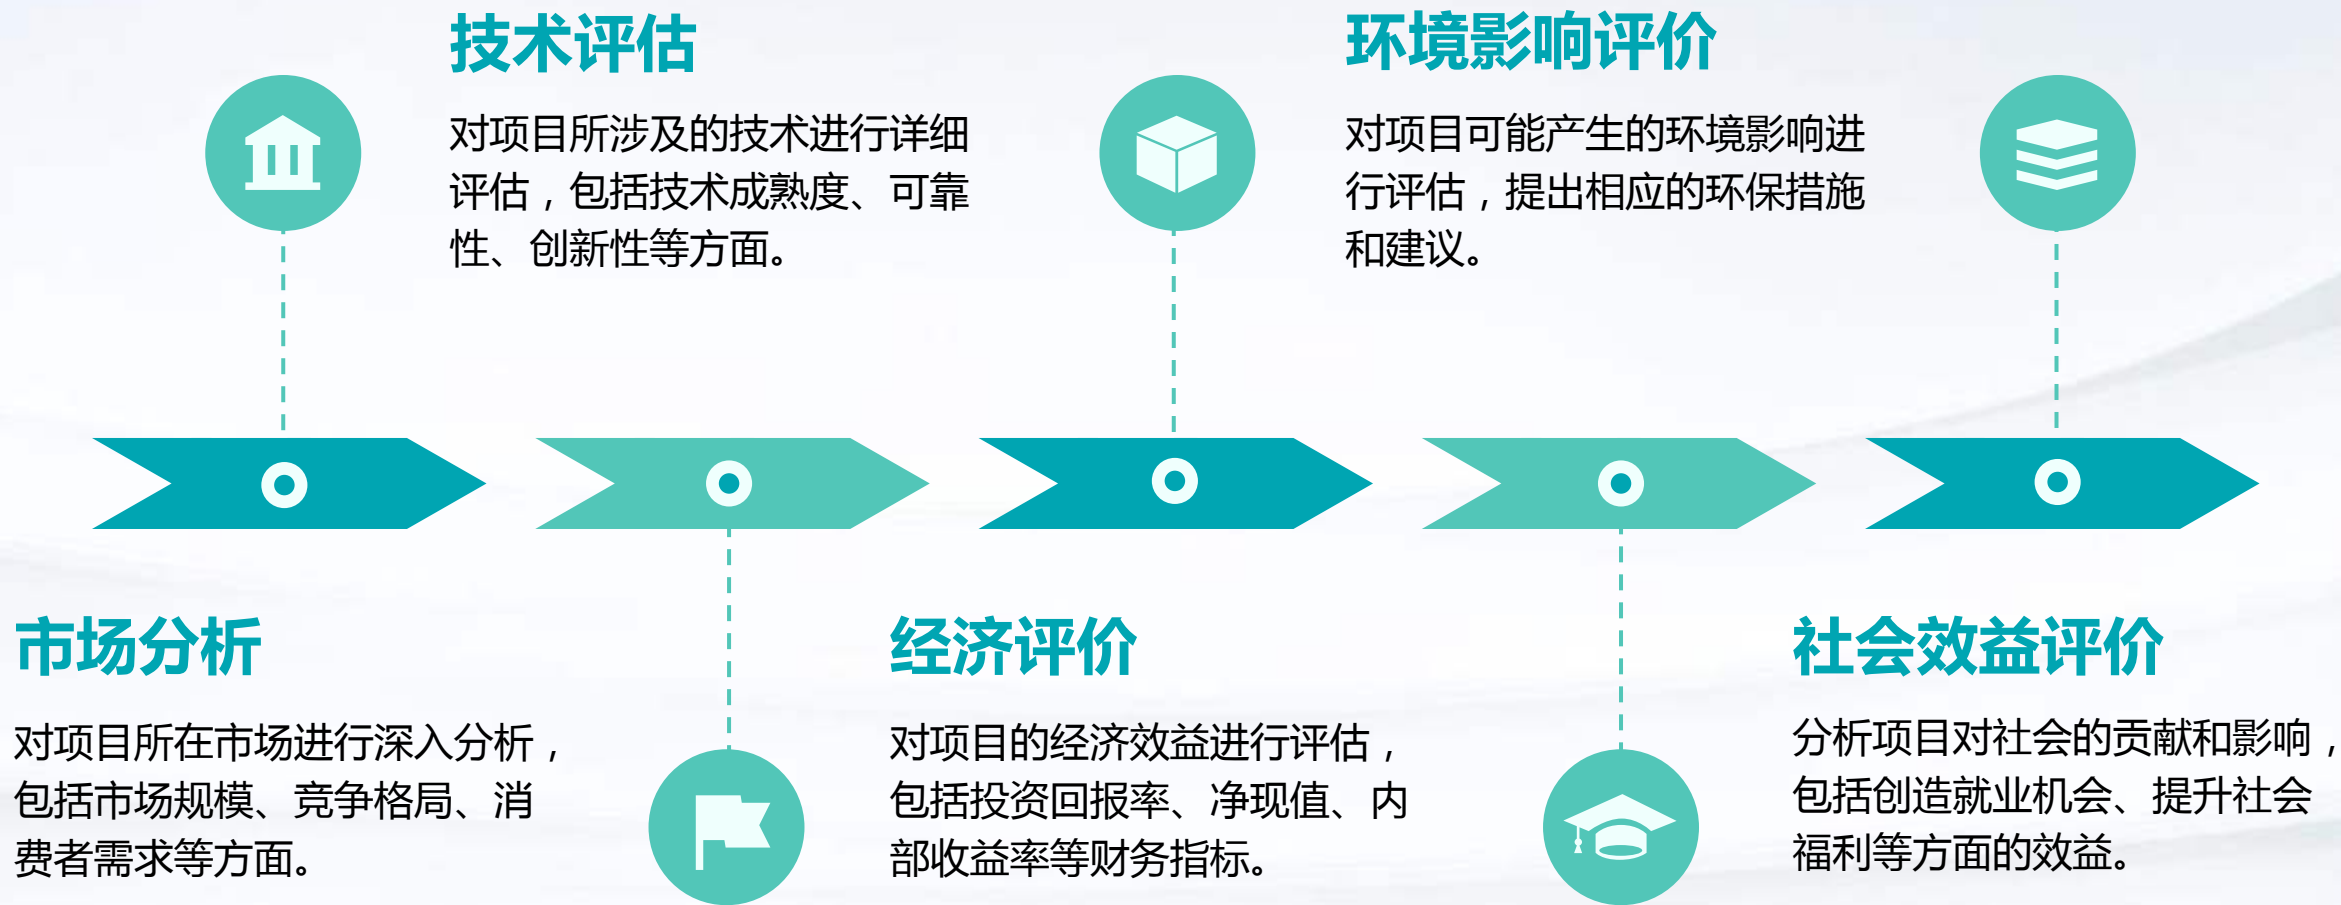 技术评估
对项目所涉及的技术进行详细
评估，包括技术成熟度、可靠
性、创新性等方面。
环境影响评价
对项目可能产生的环境影响进
行评估，提出相应的环保措施
和建议。
市场分析
对项目所在市场进行深入分析，
包括市场规模、竞争格局、消
费者需求等方面。
经济评价
对项目的经济效益进行评估，
包括投资回报率、净现值、内
部收益率等财务指标。
社会效益评价
分析项目对社会的贡献和影响，
包括创造就业机会、提升社会
福利等方面的效益。